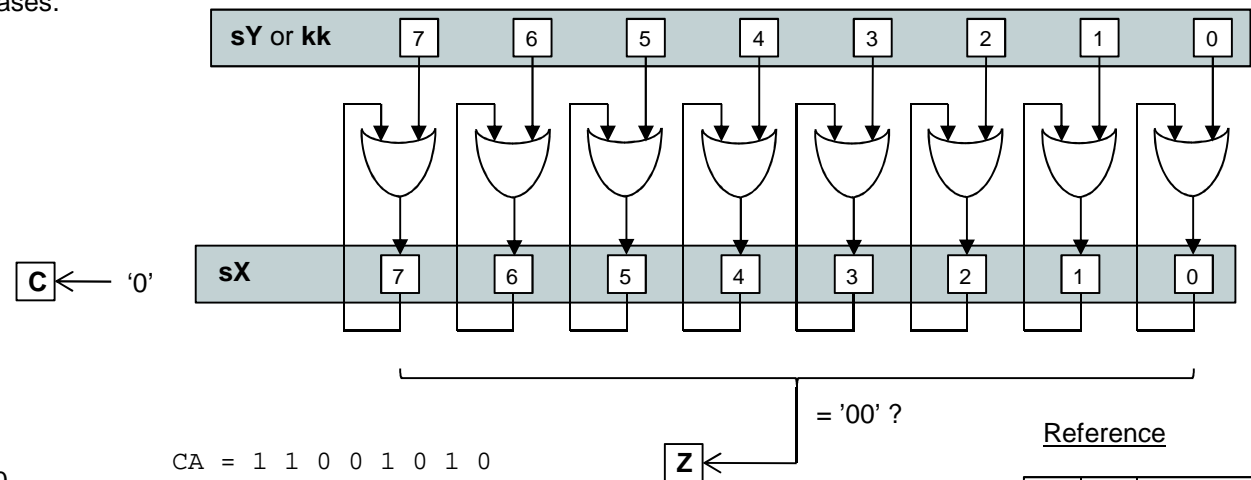 ases.
sY or kk 7 6 5 4 3 2 1 0
sX 7 6 5 4 3 2 1 0
C '0'
= '00' ?
Reference
CA = 1 1 0 0 1 0 1 0
Z